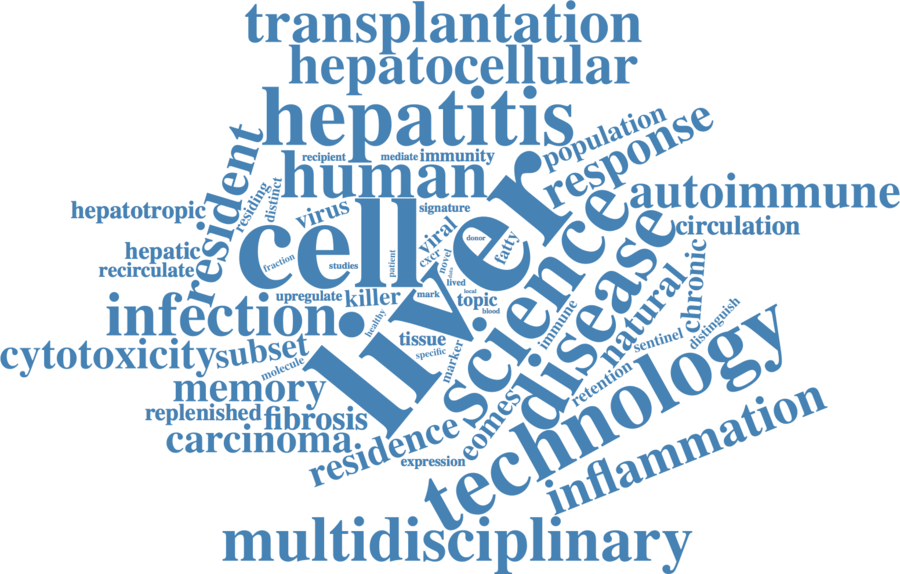 transplantation
hepatocellular
hepatitis
population
response
resident
recipient
mediate
immunity
human
autoimmune
residing
distinct
hepatotropic
virus
signature
circulation
cell
liver
science
disease
viral
donor
fatty
hepatic
recirculate
fraction
studies
patient
cxcr
novel
data
lived
local
chronic
upregulate
killer
mark
topic
blood
natural
infection
healthy
immune
distinguish
tissue
specific
sentinel
cytotoxicity
subset
molecule
marker
retention
technology
memory
replenished
fibrosis
carcinoma
residence
eomes
expression
inflammation
multidisciplinary